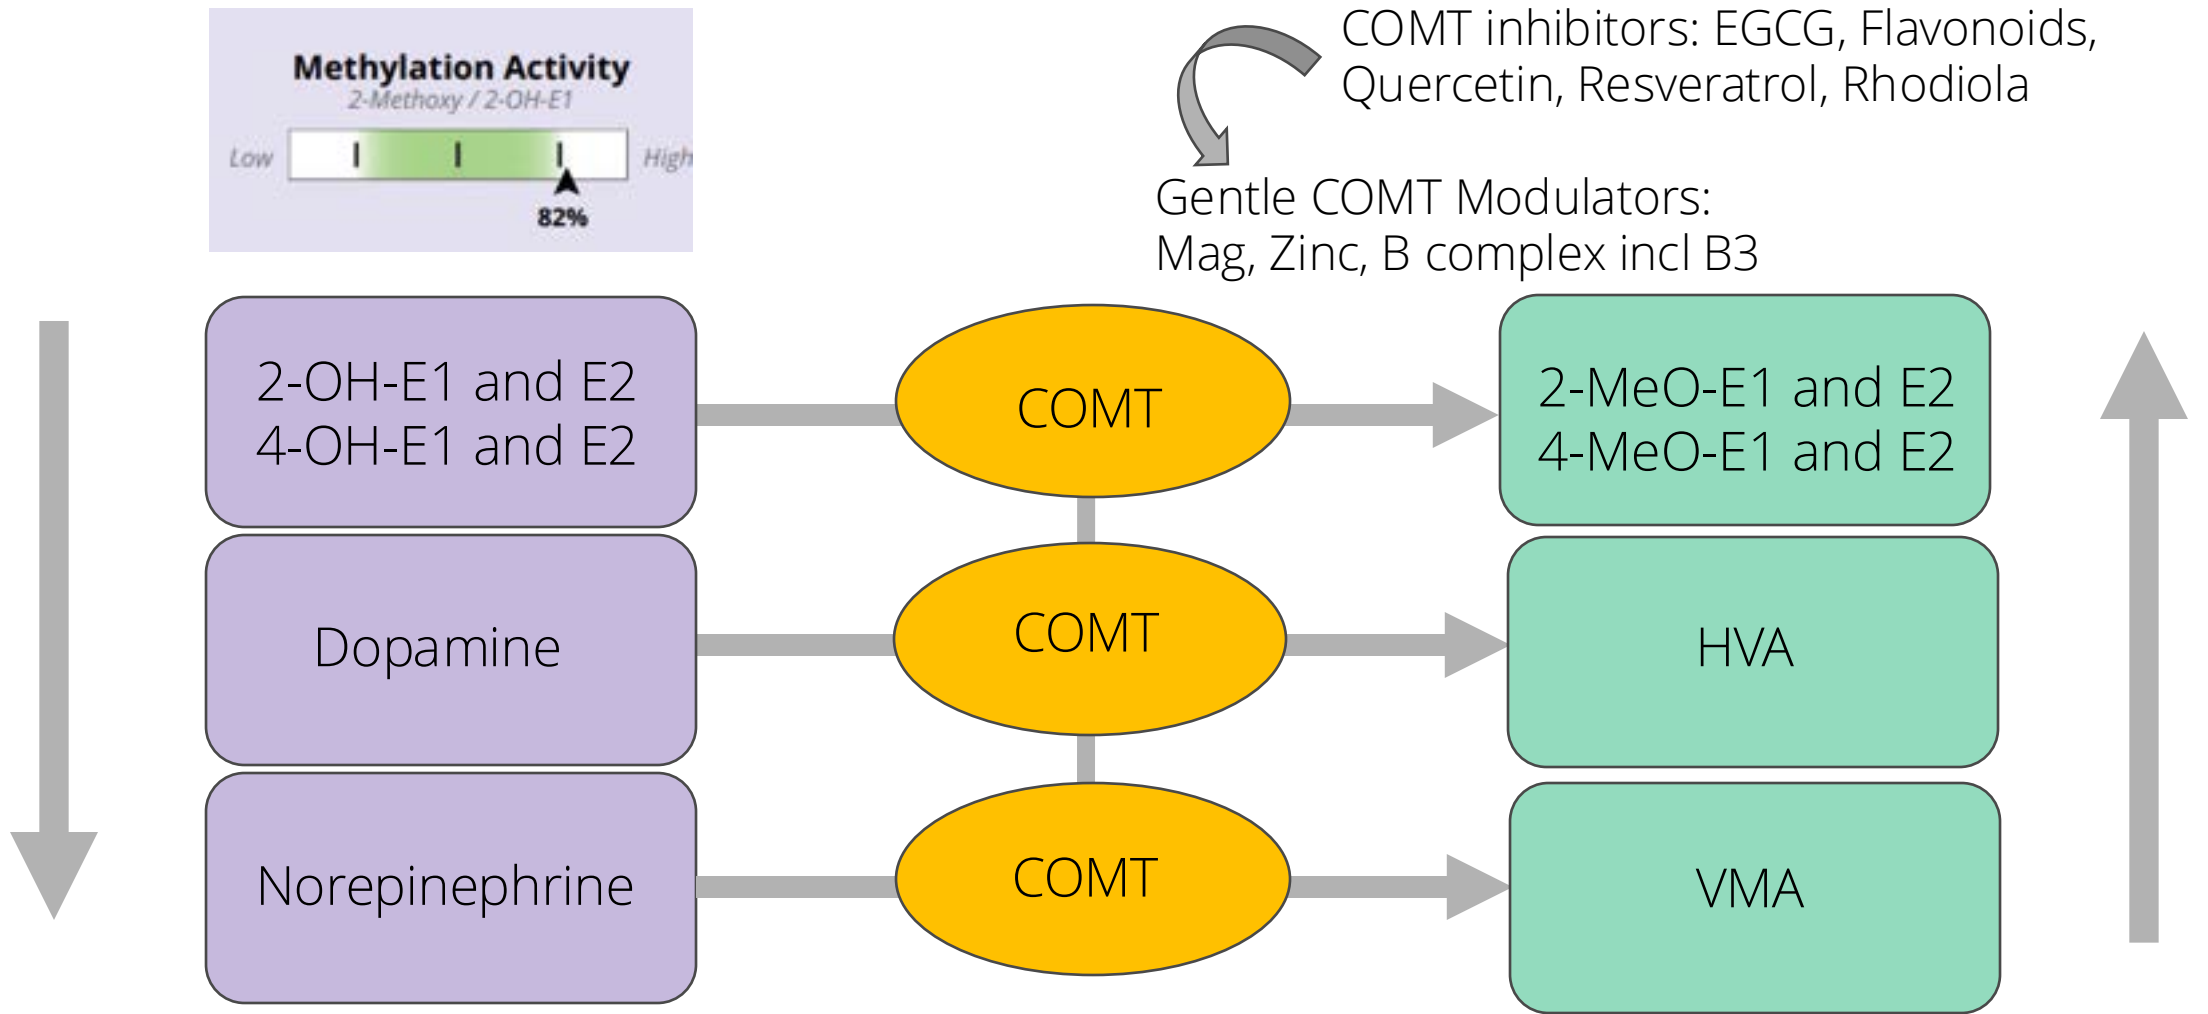 Methylation Activity
2-Methoxy / 2-OH-E1
Low
High
82%
COMT inhibitors: EGCG, Flavonoids,
Quercetin, Resveratrol, Rhodiola
Gentle COMT Modulators:
Mag, Zinc, B complex incl B3
2-OH-E1 and E2
4-OH-E1 and E2
COMT
2-MeO-E1 and E2
4-MeO-E1 and E2
Dopamine
COMT
HVA
Norepinephrine
COMT
VMA